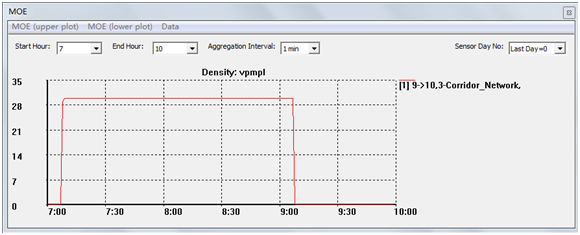 MOE
MOE (upper plot) MOE (lower plot) Data
Start Hour: 7 End Hour: 10 Aggregation Interval: 1 min Sensor Day No: Last Day=0
Density: vpmpl
[1] 9->10,3-Corridor_Network,
35
28
21
14
7
0
7:00 7:30 8:00 8:30 9:00 9:30 10:00